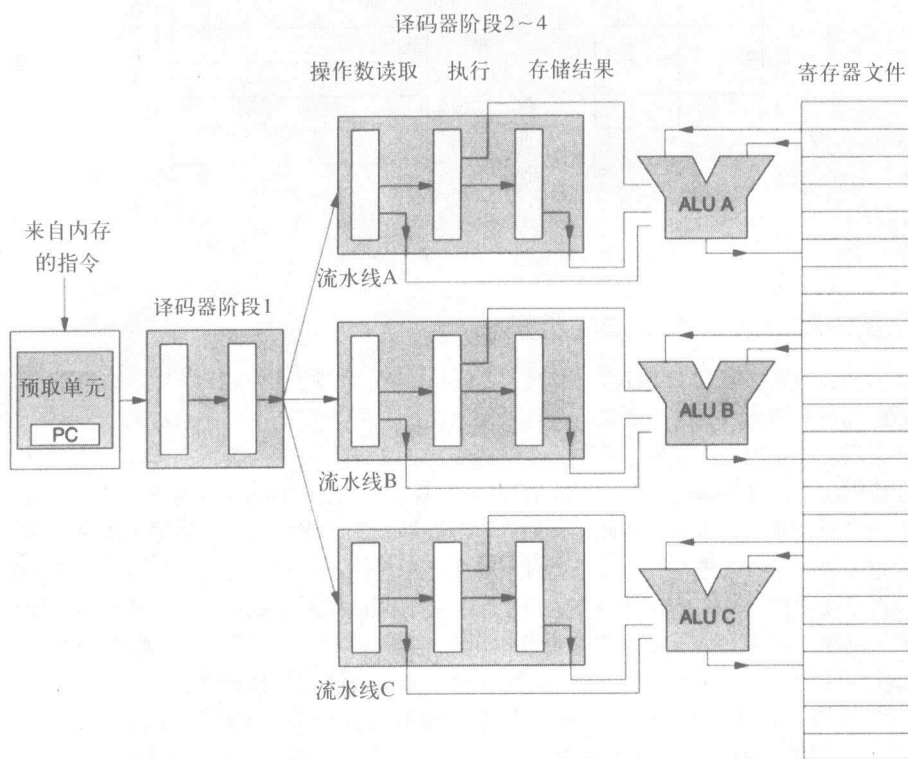 译码器阶段2~4
操作数读取 执行 存储结果
寄存器文件
ALU A
来自内存
的指令
流水线A
译码器阶段1
预取单元
PC
ALU B
流水线B
ALU C
流水线C